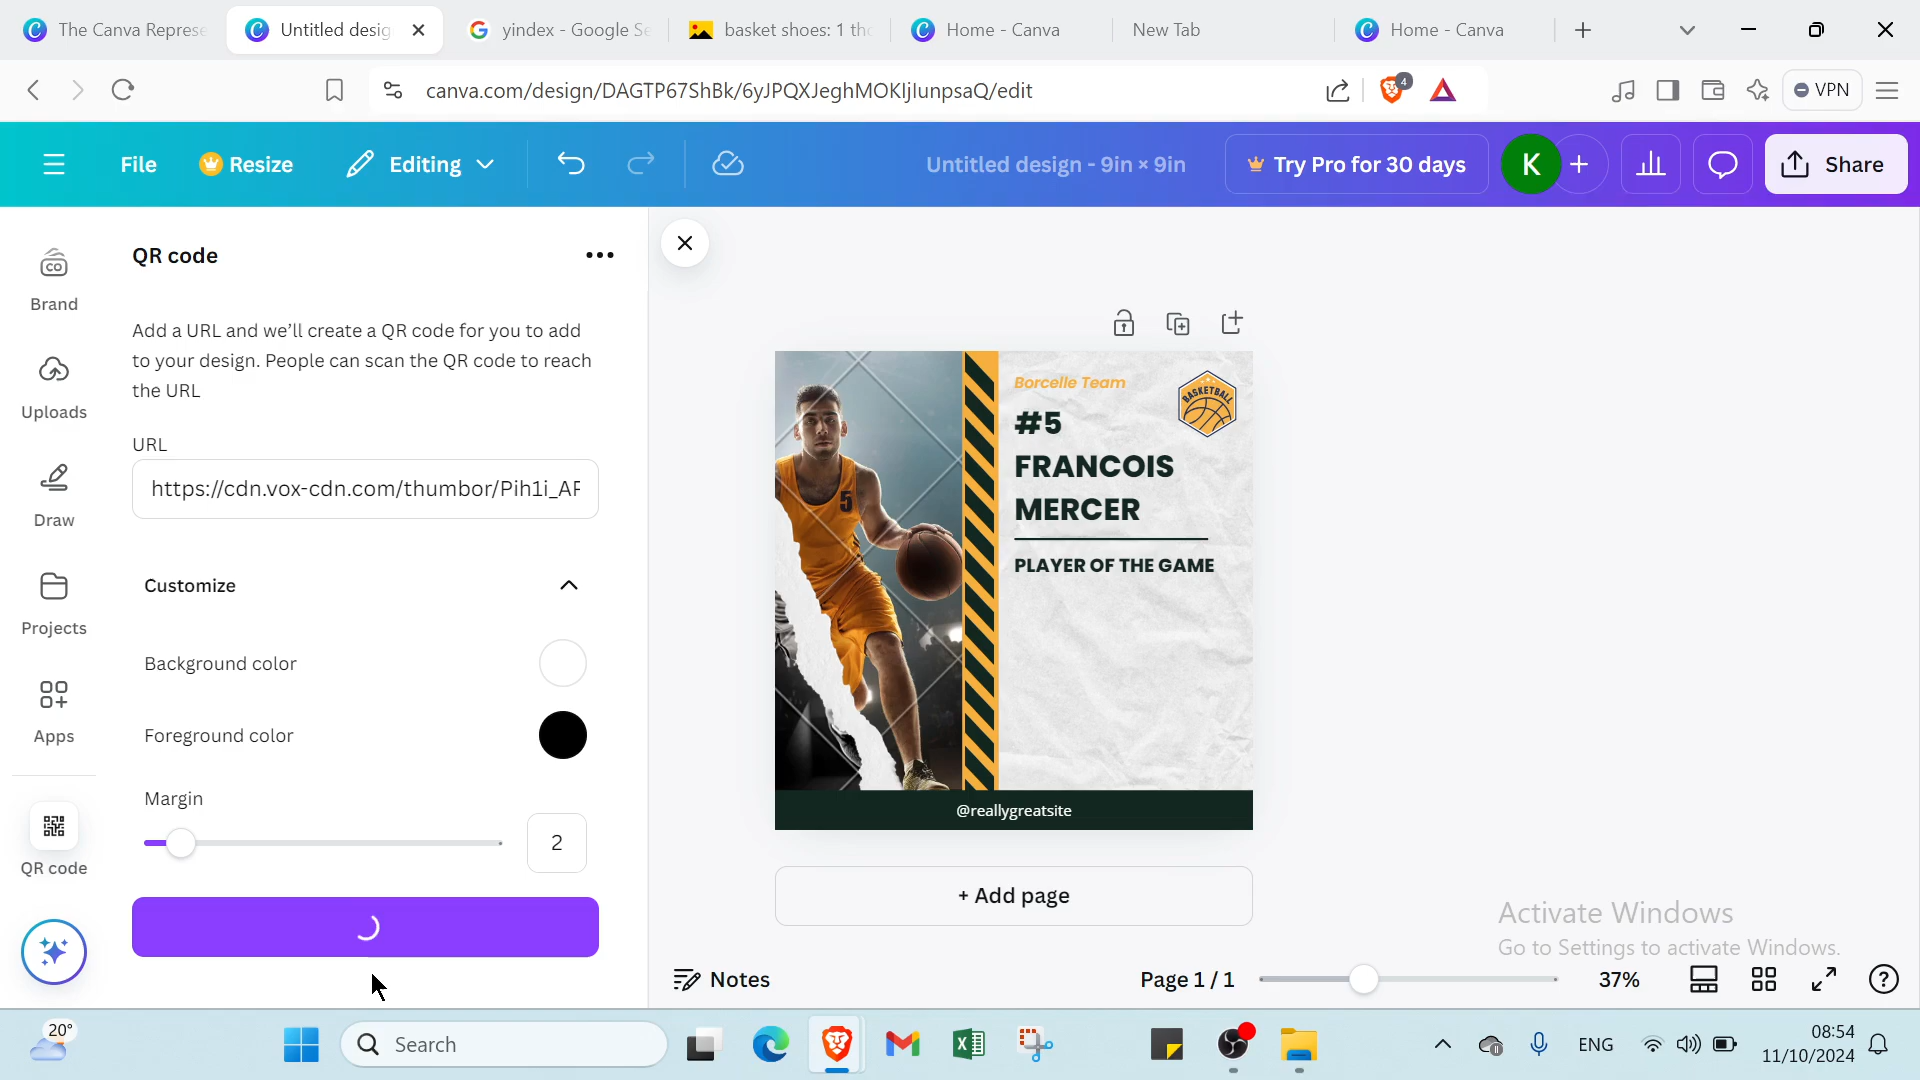 The Canva Represe
Untitled desig
yindex - Google Se
basket shoes: 1 the
Home - Canva
New Tab
Home - Canva
canva.com/design/DAGTP67ShBk/6yJPQXJeghMOKIjlunpsaQ/edit
4
VPN
File
Resize
Editing
Untitled design - 9in × 9in
Try Pro for 30 days
K
Share
Brand
Uploads
Draw
Projects
Apps
QR code
QR code
Add a URL and we'll create a QR code for you to add
to your design. People can scan the QR code to reach
the URL
URL
https://cdn.vox-cdn.com/thumbor/Pih1i_AF
Customize
Background color
Foreground color
Margin
2
Borcelle Team
BASKETBALL
#5
FRANCOIS
MERCER
PLAYER OF THE GAME
5
@reallygreatsite
+ Add page
Activate Windows
Go to Settings to activate Windows.
Notes
Page 1 / 1
37%
20°
Search
ENG
08:54
11/10/2024